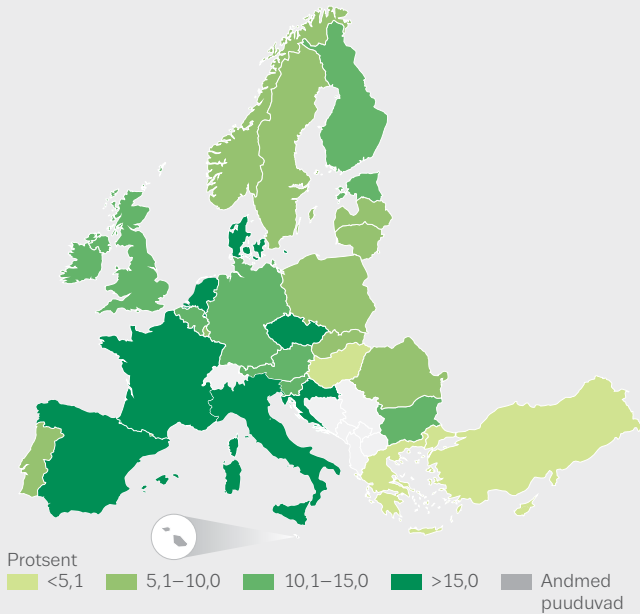 Protsent
<5,1
5,1–10,0
10,1–15,0
>15,0
Andmed
puuduvad